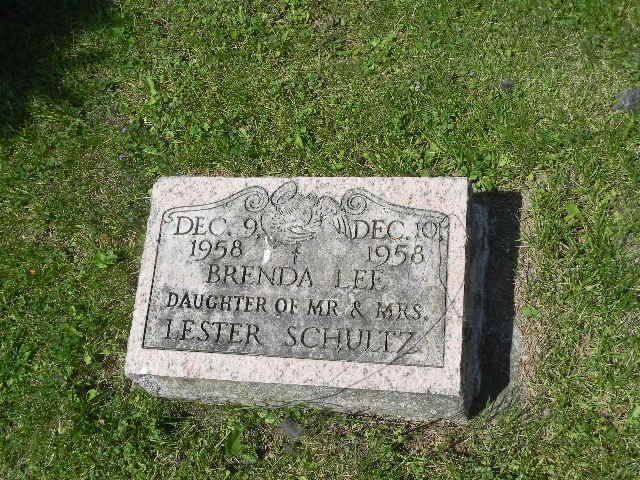 DEC. 9, DEC. 10,
1958 1958
BRENDA LEE
DAUGHTER OF MR & MRS.
LESTER SCHULTZ